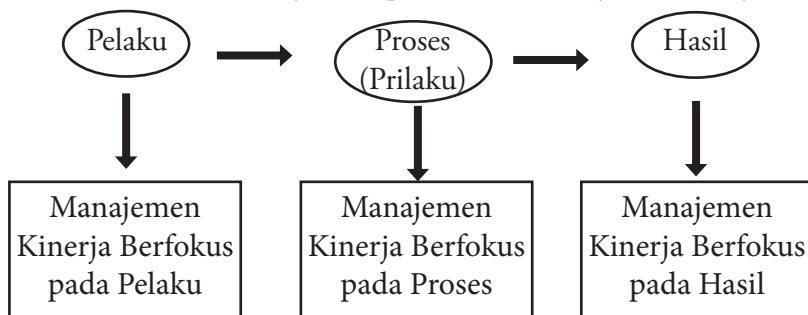 Pelaku
Proses
(Prilaku)
Hasil
Manajemen
Kinerja Berfokus
pada Pelaku
Manajemen
Kinerja Berfokus
pada Proses
Manajemen
Kinerja Berfokus
pada Hasil